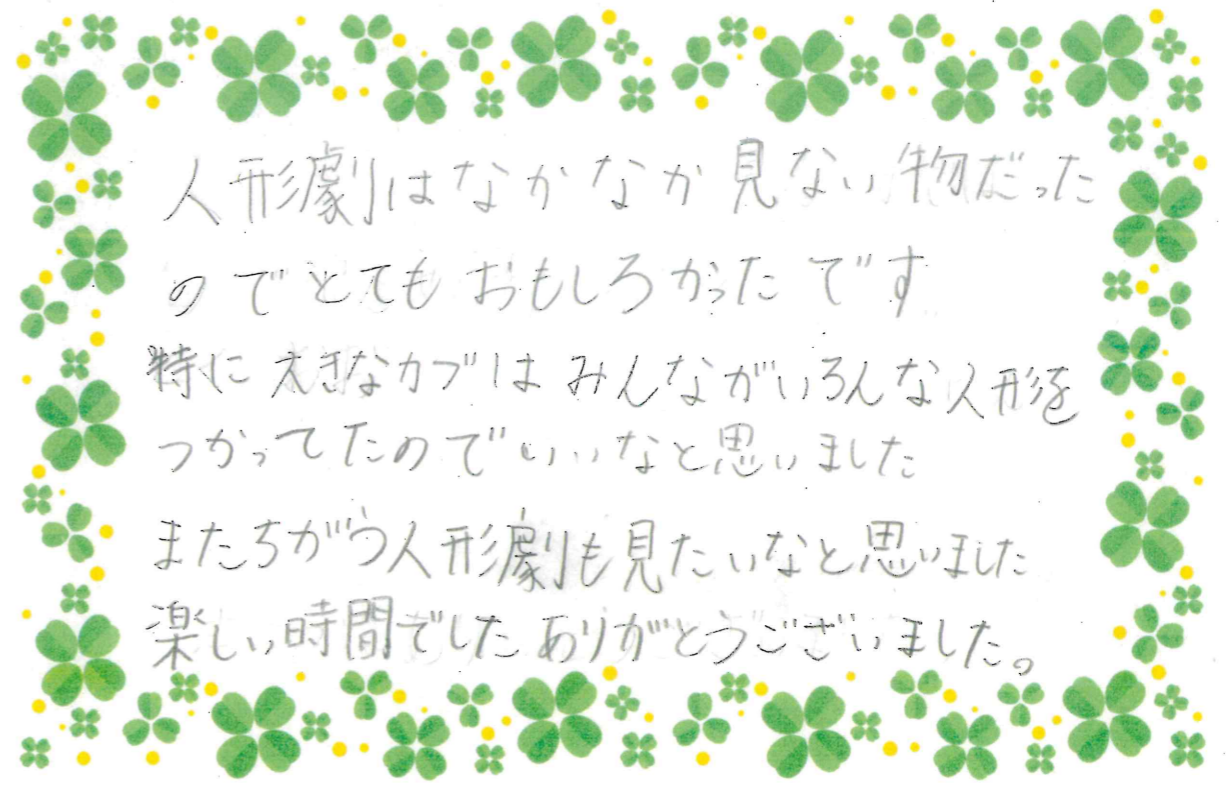 人形劇はなかなか見ない物だった
のでとてもおもしろかったです
特に大きなカブはみんながいろんな人形を
つかってたのでいいなと思いました
またちがう人形劇も見たいなと思いました
楽しい時間でしたありがとうございました。